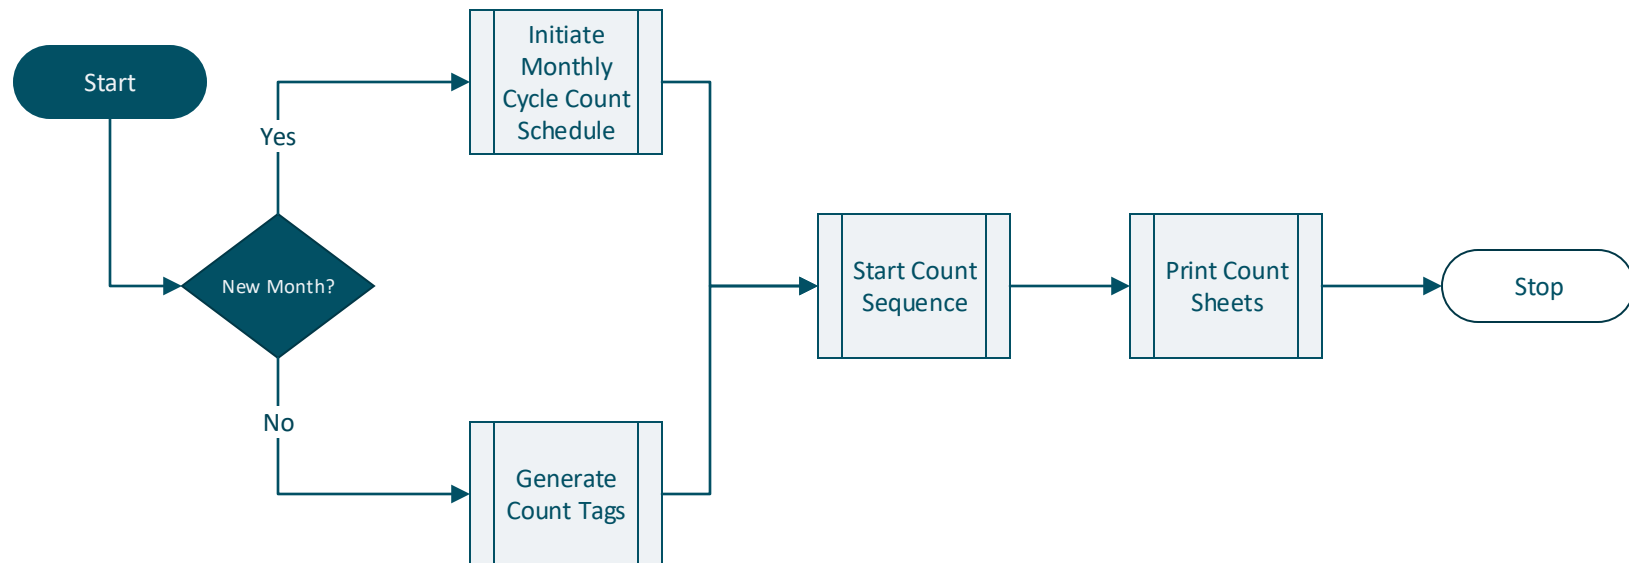 Start
Yes
New Month?
No
Initiate
Monthly
Cycle Count
Schedule
Generate
Count Tags
Start Count
Sequence
Print Count
Sheets
Stop